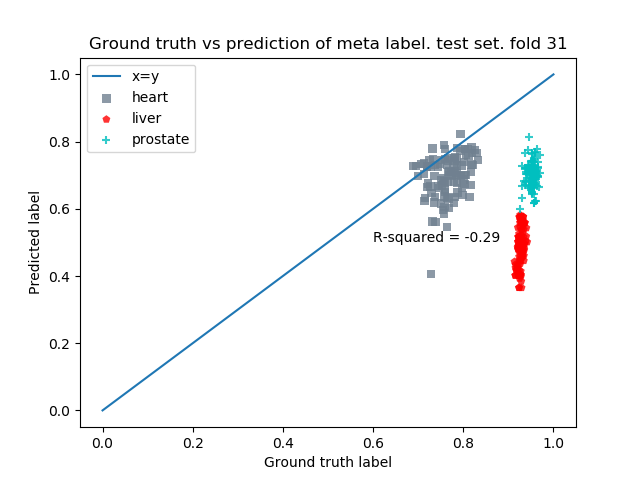 Ground truth vs prediction of meta label. test set. fold 31
x=y
heart
liver
prostate
R-squared = -0.29
1.0
0.8
0.6
0.4
0.2
0.0
Predicted label
0.0 0.2 0.4 0.6 0.8 1.0
Ground truth label